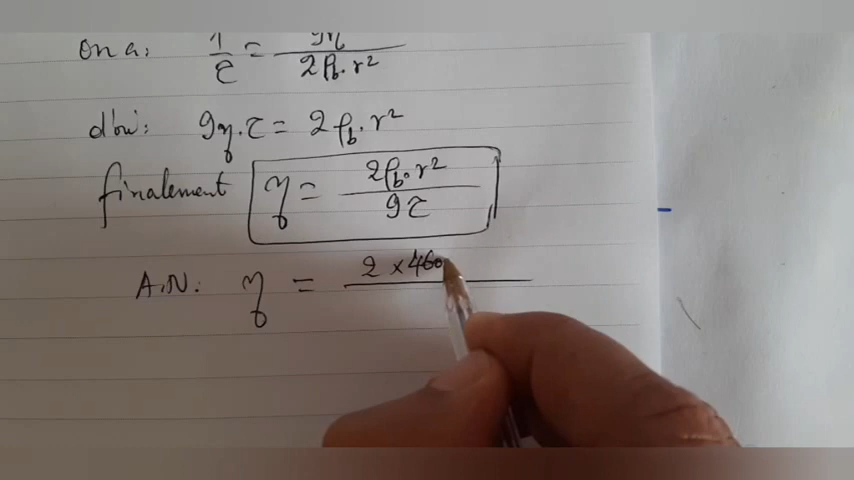 on a: 1/τ = 9η / 2ρb.r²
d'où: 9η.τ = 2ρb.r²
finalement η = 2ρb.r² / 9τ
A.N: η = 2 × 460